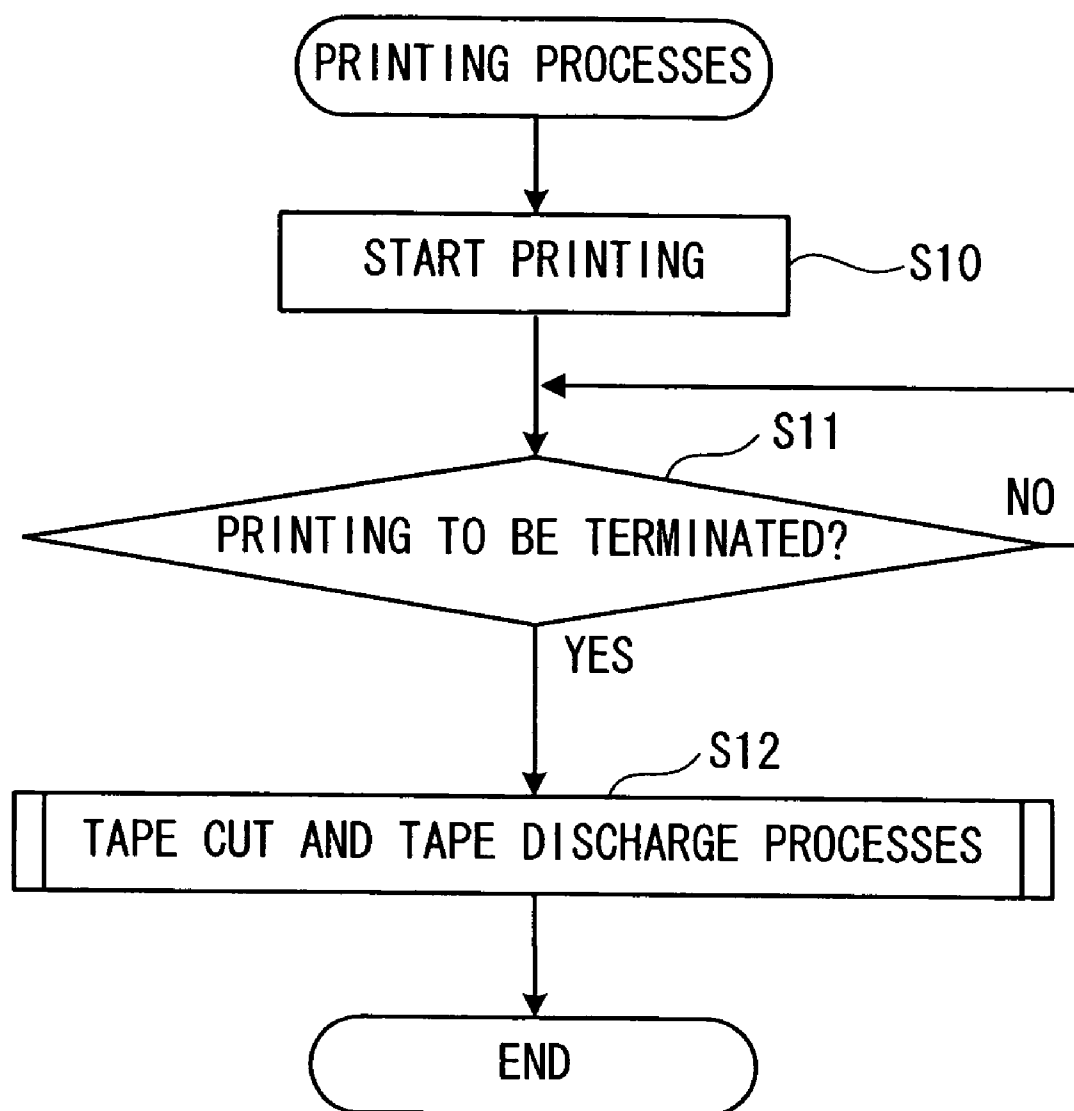 PRINTING PROCESSES
START PRINTING
S10
S11
NO
PRINTING TO BE TERMINATED?
YES
S12
TAPE CUT AND TAPE DISCHARGE PROCESSES
END